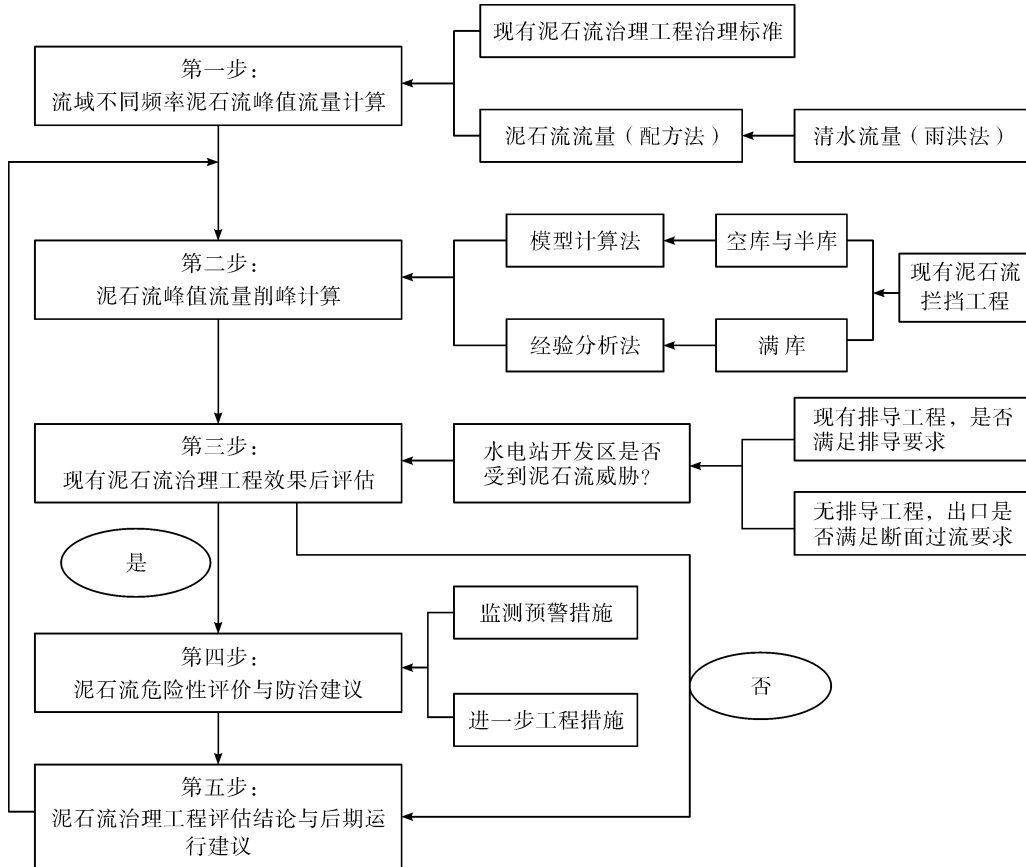 现有泥石流治理工程治理标准
第一步：
流域不同频率泥石流峰值流量计算
泥石流流量（配方法）
清水流量（雨洪法）
模型计算法
空库与半库
第二步：
泥石流峰值流量削峰计算
现有泥石流
拦挡工程
经验分析法
满库
现有排导工程，是否
满足排导要求
第三步：
现有泥石流治理工程效果后评估
水电站开发区是否
受到泥石流威胁？
无排导工程，出口是
否满足断面过流要求
是
监测预警措施
第四步：
泥石流危险性评价与防治建议
否
进一步工程措施
第五步：
泥石流治理工程评估结论与后期运
行建议